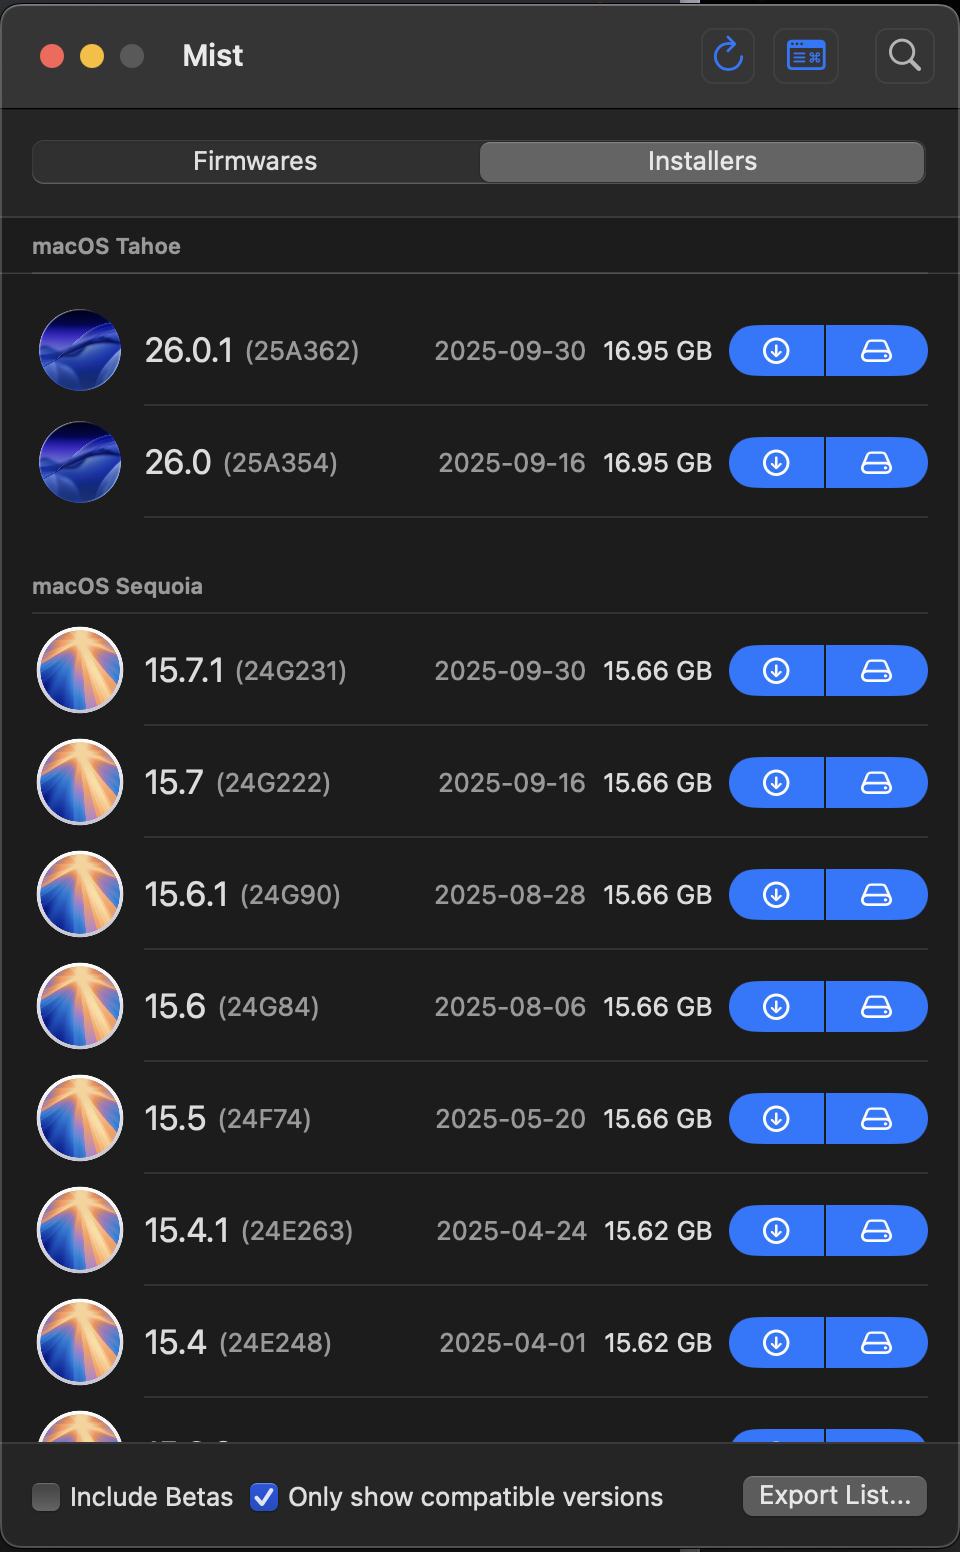 Mist
Firmwares Installers
macOS Tahoe
26.0.1 (25A362) 2025-09-30 16.95 GB
26.0 (25A354) 2025-09-16 16.95 GB
macOS Sequoia
15.7.1 (24G231) 2025-09-30 15.66 GB
15.7 (24G222) 2025-09-16 15.66 GB
15.6.1 (24G90) 2025-08-28 15.66 GB
15.6 (24G84) 2025-08-06 15.66 GB
15.5 (24F74) 2025-05-20 15.66 GB
15.4.1 (24E263) 2025-04-24 15.62 GB
15.4 (24E248) 2025-04-01 15.62 GB
Include Betas Only show compatible versions Export List...